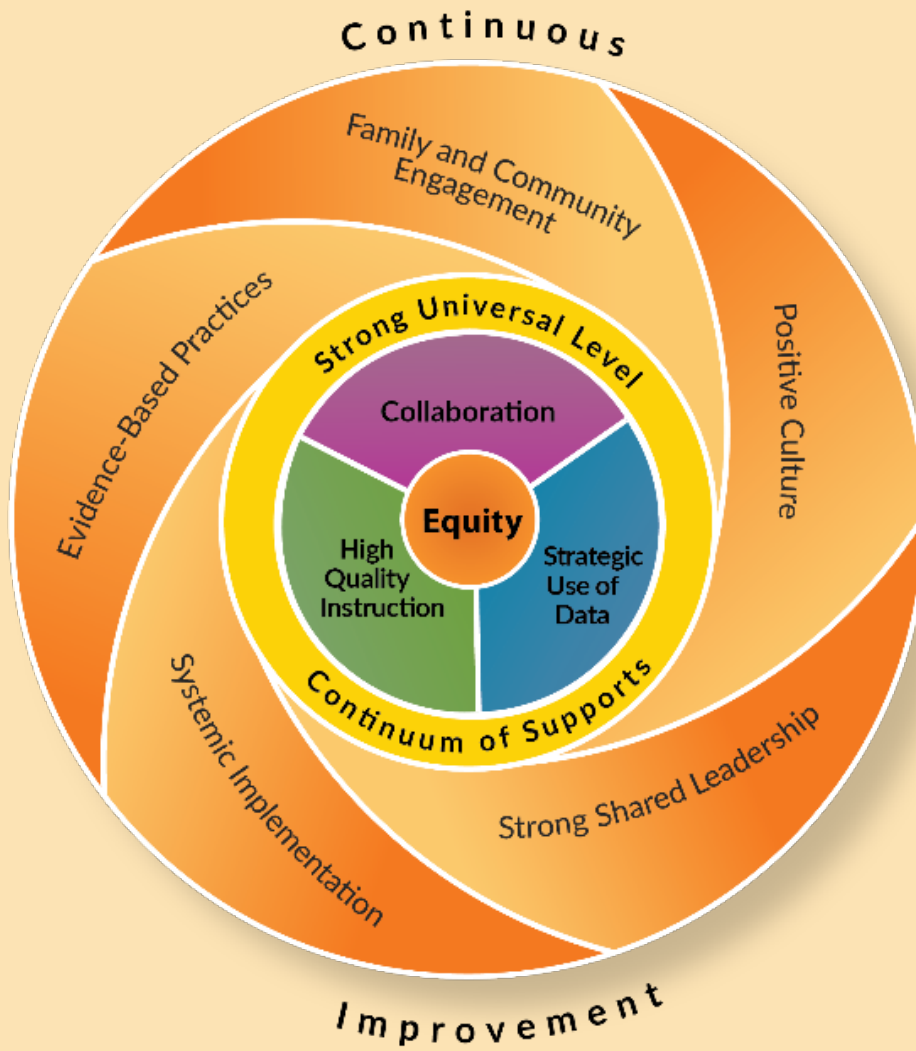 Continuous
Family and Community
Engagement
Positive Culture
Evidence-Based Practices
Strong Universal Level
Collaboration
Equity
High
Quality
Instruction
Strategic
Use of
Data
Continuum of Supports
Systemic Implementation
Strong Shared Leadership
Improvement